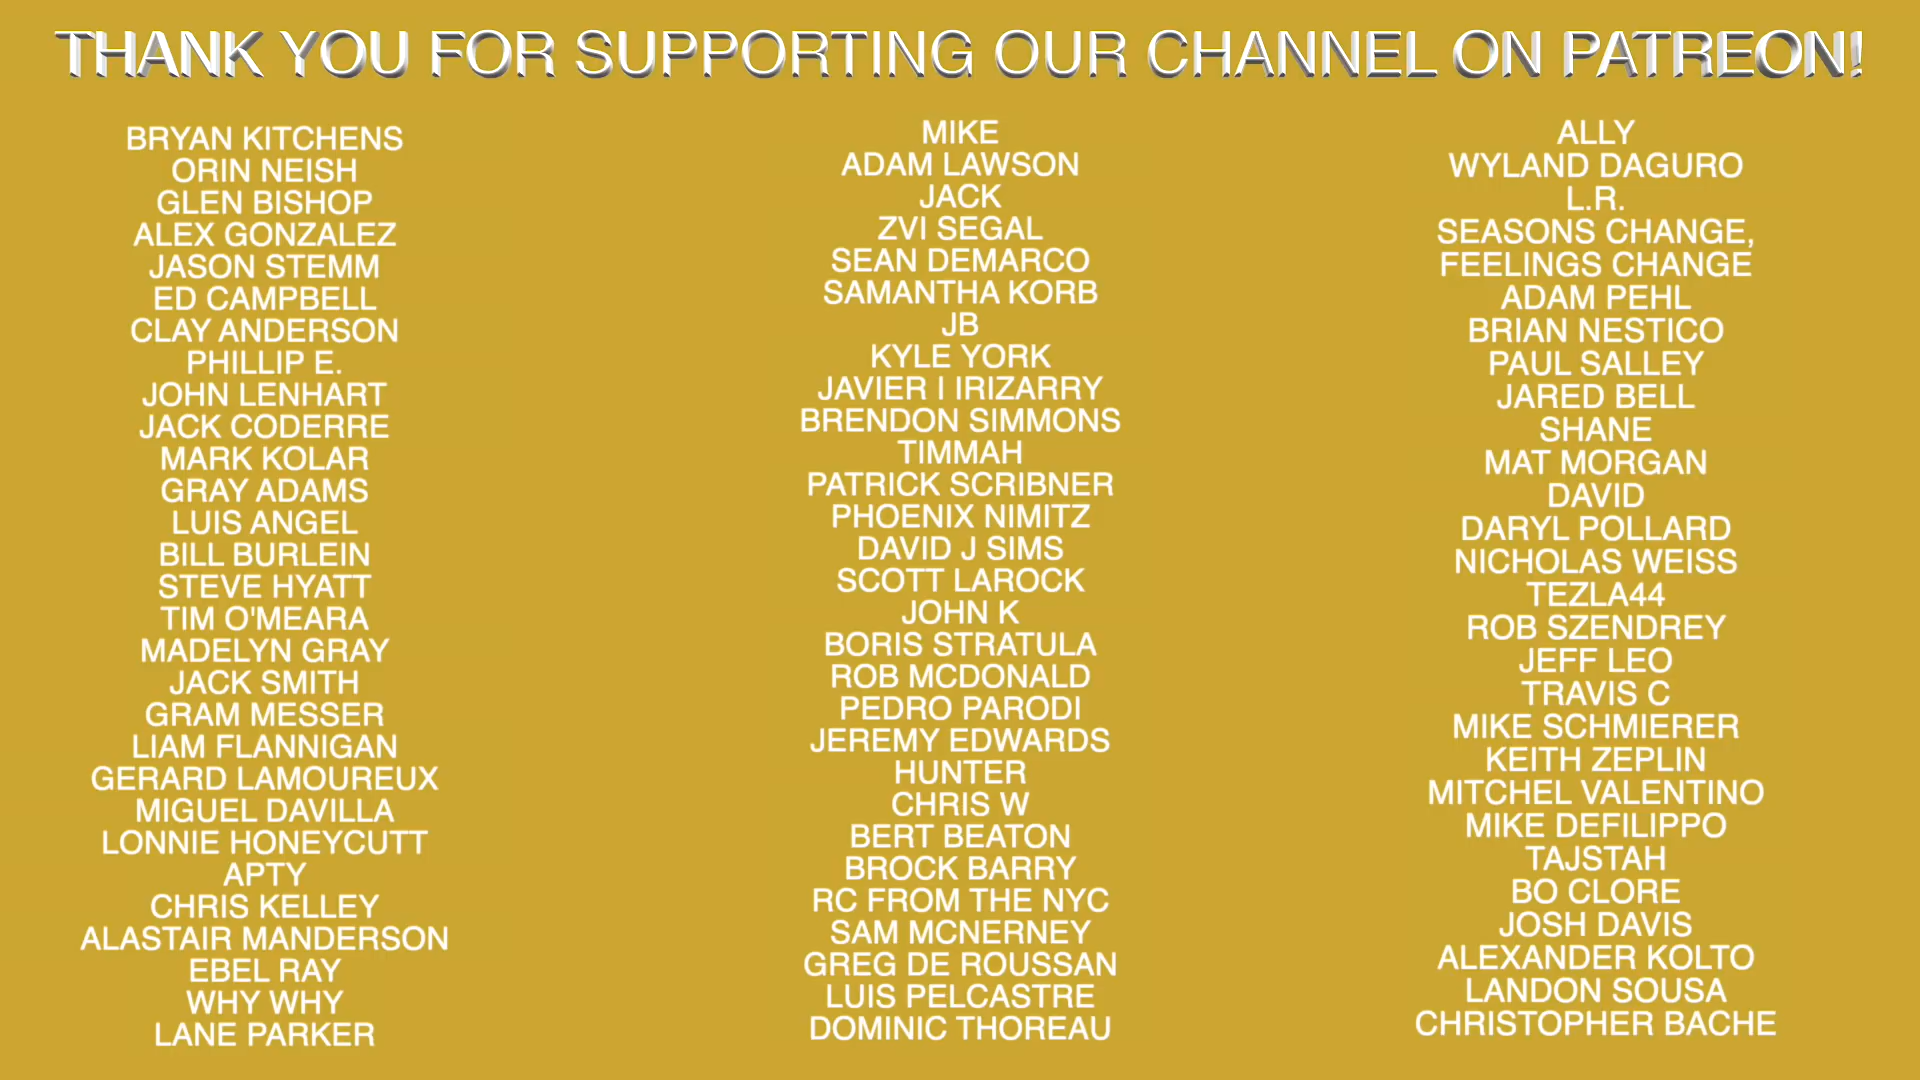 THANK YOU FOR SUPPORTING OUR CHANNEL ON PATREON!
BRYAN KITCHENS
ORIN NEISH
GLEN BISHOP
ALEX GONZALEZ
JASON STEMM
ED CAMPBELL
CLAY ANDERSON
PHILLIP E.
JOHN LENHART
JACK CODERRE
MARK KOLAR
GRAY ADAMS
LUIS ANGEL
BILL BURLEIN
STEVE HYATT
TIM O'MEARA
MADELYN GRAY
JACK SMITH
GRAM MESSER
LIAM FLANNIGAN
GERARD LAMOUREUX
MIGUEL DAVILLA
LONNIE HONEYCUTT
APTY
CHRIS KELLEY
ALASTAIR MANDERSON
EBEL RAY
WHY WHY
LANE PARKER
MIKE
ADAM LAWSON
JACK
ZVI SEGAL
SEAN DEMARCO
SAMANTHA KORB
JB
KYLE YORK
JAVIER I IRIZARRY
BRENDON SIMMONS
TIMMAH
PATRICK SCRIBNER
PHOENIX NIMITZ
DAVID J SIMS
SCOTT LAROCK
JOHN K
BORIS STRATULA
ROB MCDONALD
PEDRO PARODI
JEREMY EDWARDS
HUNTER
CHRIS W
BERT BEATON
BROCK BARRY
RC FROM THE NYC
SAM MCNERNEY
GREG DE ROUSSAN
LUIS PELCASTRE
DOMINIC THOREAU
ALLY
WYLAND DAGURO
L.R.
SEASONS CHANGE,
FEELINGS CHANGE
ADAM PEHL
BRIAN NESTICO
PAUL SALLEY
JARED BELL
SHANE
MAT MORGAN
DAVID
DARYL POLLARD
NICHOLAS WEISS
TEZLA44
ROB SZENDREY
JEFF LEO
TRAVIS C
MIKE SCHMIERER
KEITH ZEPLIN
MITCHEL VALENTINO
MIKE DEFILIPPO
TAJSTAH
BO CLORE
JOSH DAVIS
ALEXANDER KOLTO
LANDON SOUSA
CHRISTOPHER BACHE